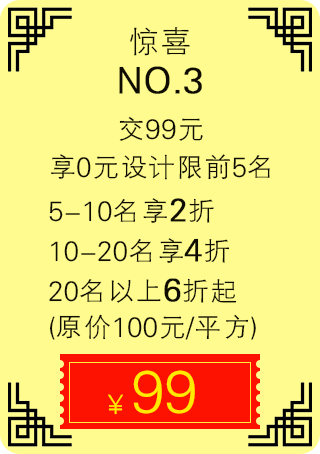 惊喜
NO.3
交99元
享0元设计限前5名
5-10名享2折
10-20名享4折
20名以上6折起
(原价100元/平方)
¥99